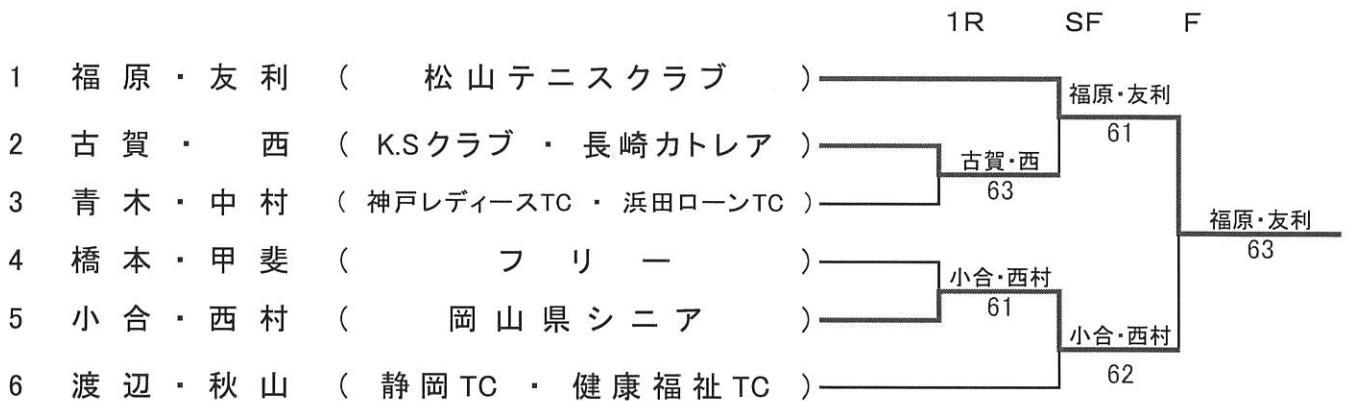 1R SF F
1 福原・友利 ( 松山テニスクラブ )
福原・友利
61
2 古賀・ 西 ( K.Sクラブ ・ 長崎カトレア )
古賀・西
63
3 青木・中村 ( 神戸レディースTC ・ 浜田ローンTC )
福原・友利
63
4 橋本・甲斐 ( フリー )
小合・西村
61
5 小合・西村 ( 岡山県シニア )
小合・西村
62
6 渡辺・秋山 ( 静岡TC ・ 健康福祉TC )